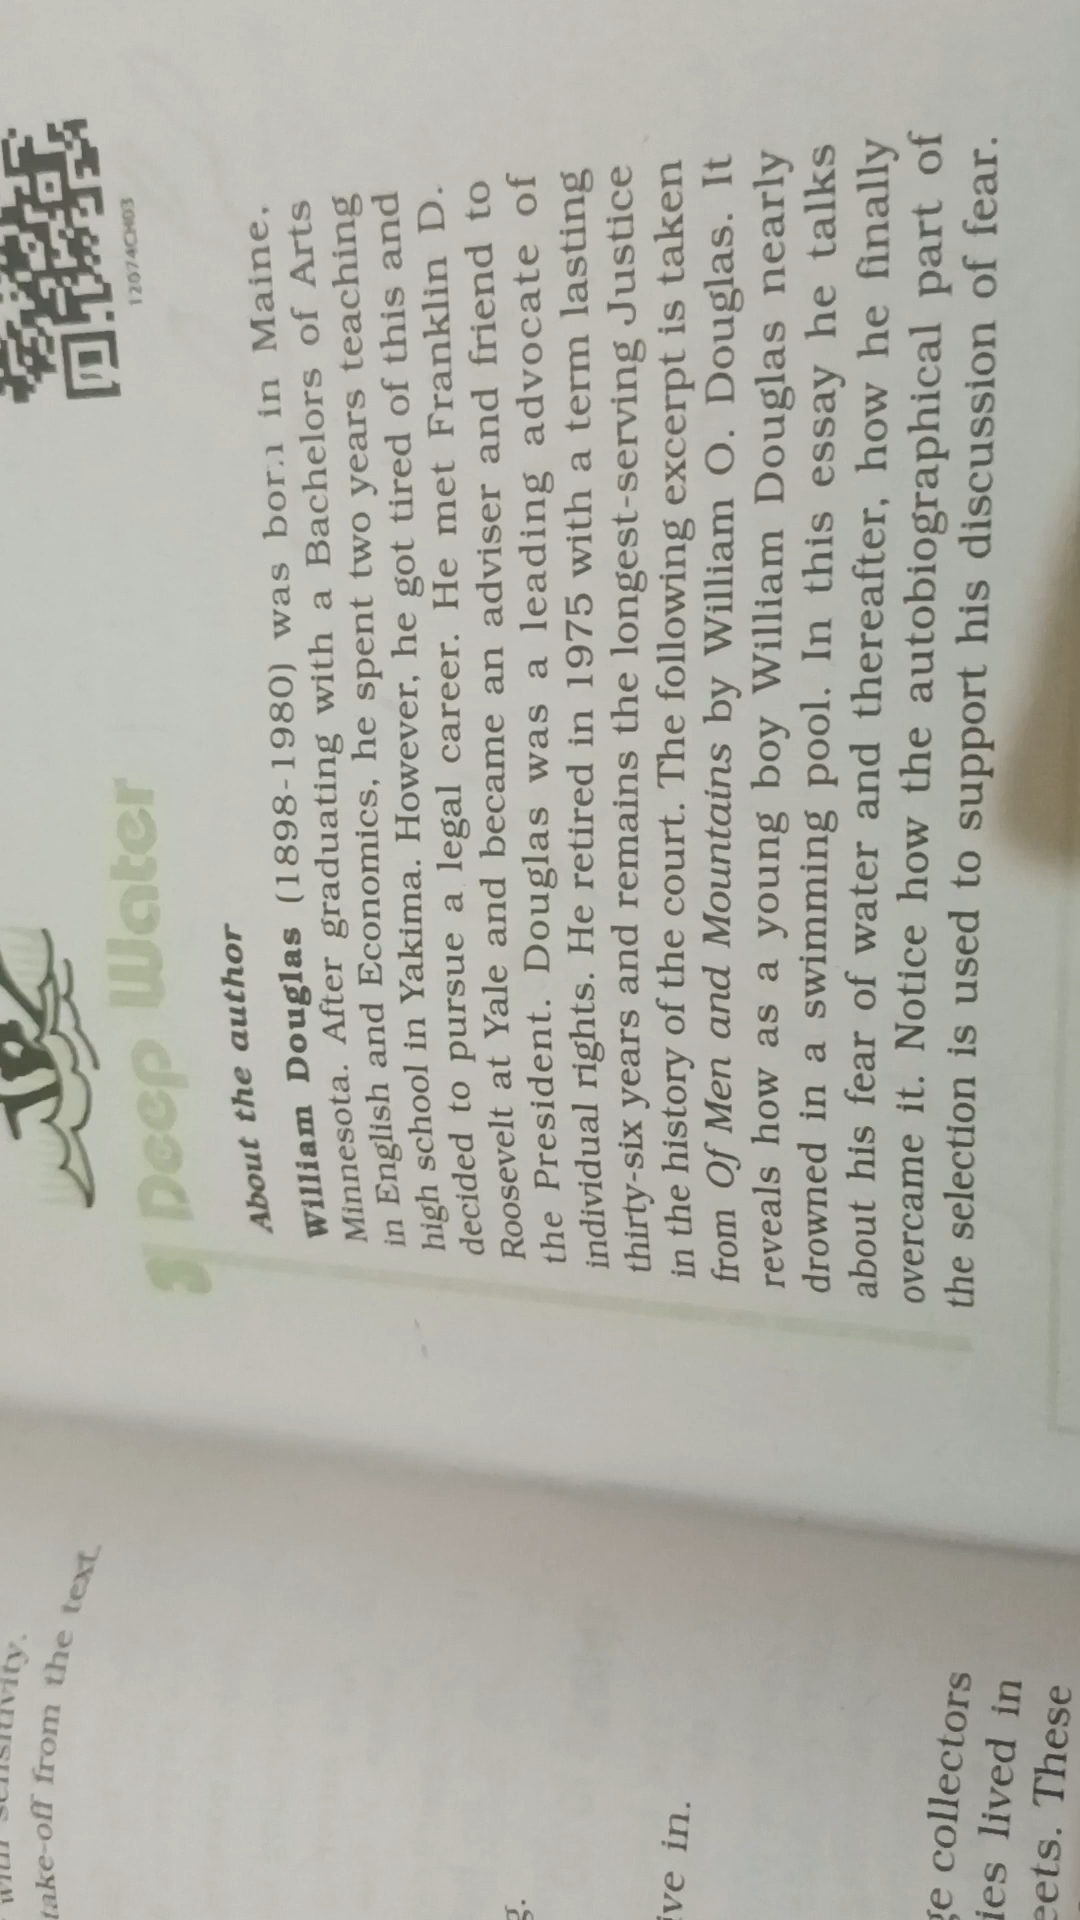 12074CH03
3 Deep Water
About the author
William Douglas (1898-1980) was born in Maine,
Minnesota. After graduating with a Bachelors of Arts
in English and Economics, he spent two years teaching
high school in Yakima. However, he got tired of this and
decided to pursue a legal career. He met Franklin D.
Roosevelt at Yale and became an adviser and friend to
the President. Douglas was a leading advocate of
individual rights. He retired in 1975 with a term lasting
thirty-six years and remains the longest-serving Justice
in the history of the court. The following excerpt is taken
from Of Men and Mountains by William O. Douglas. It
reveals how as a young boy William Douglas nearly
drowned in a swimming pool. In this essay he talks
about his fear of water and thereafter, how he finally
overcame it. Notice how the autobiographical part of
the selection is used to support his discussion of fear.
sensitivity.
take-off from the text.
g.
ive in.
ge collectors
ies lived in
eets. These